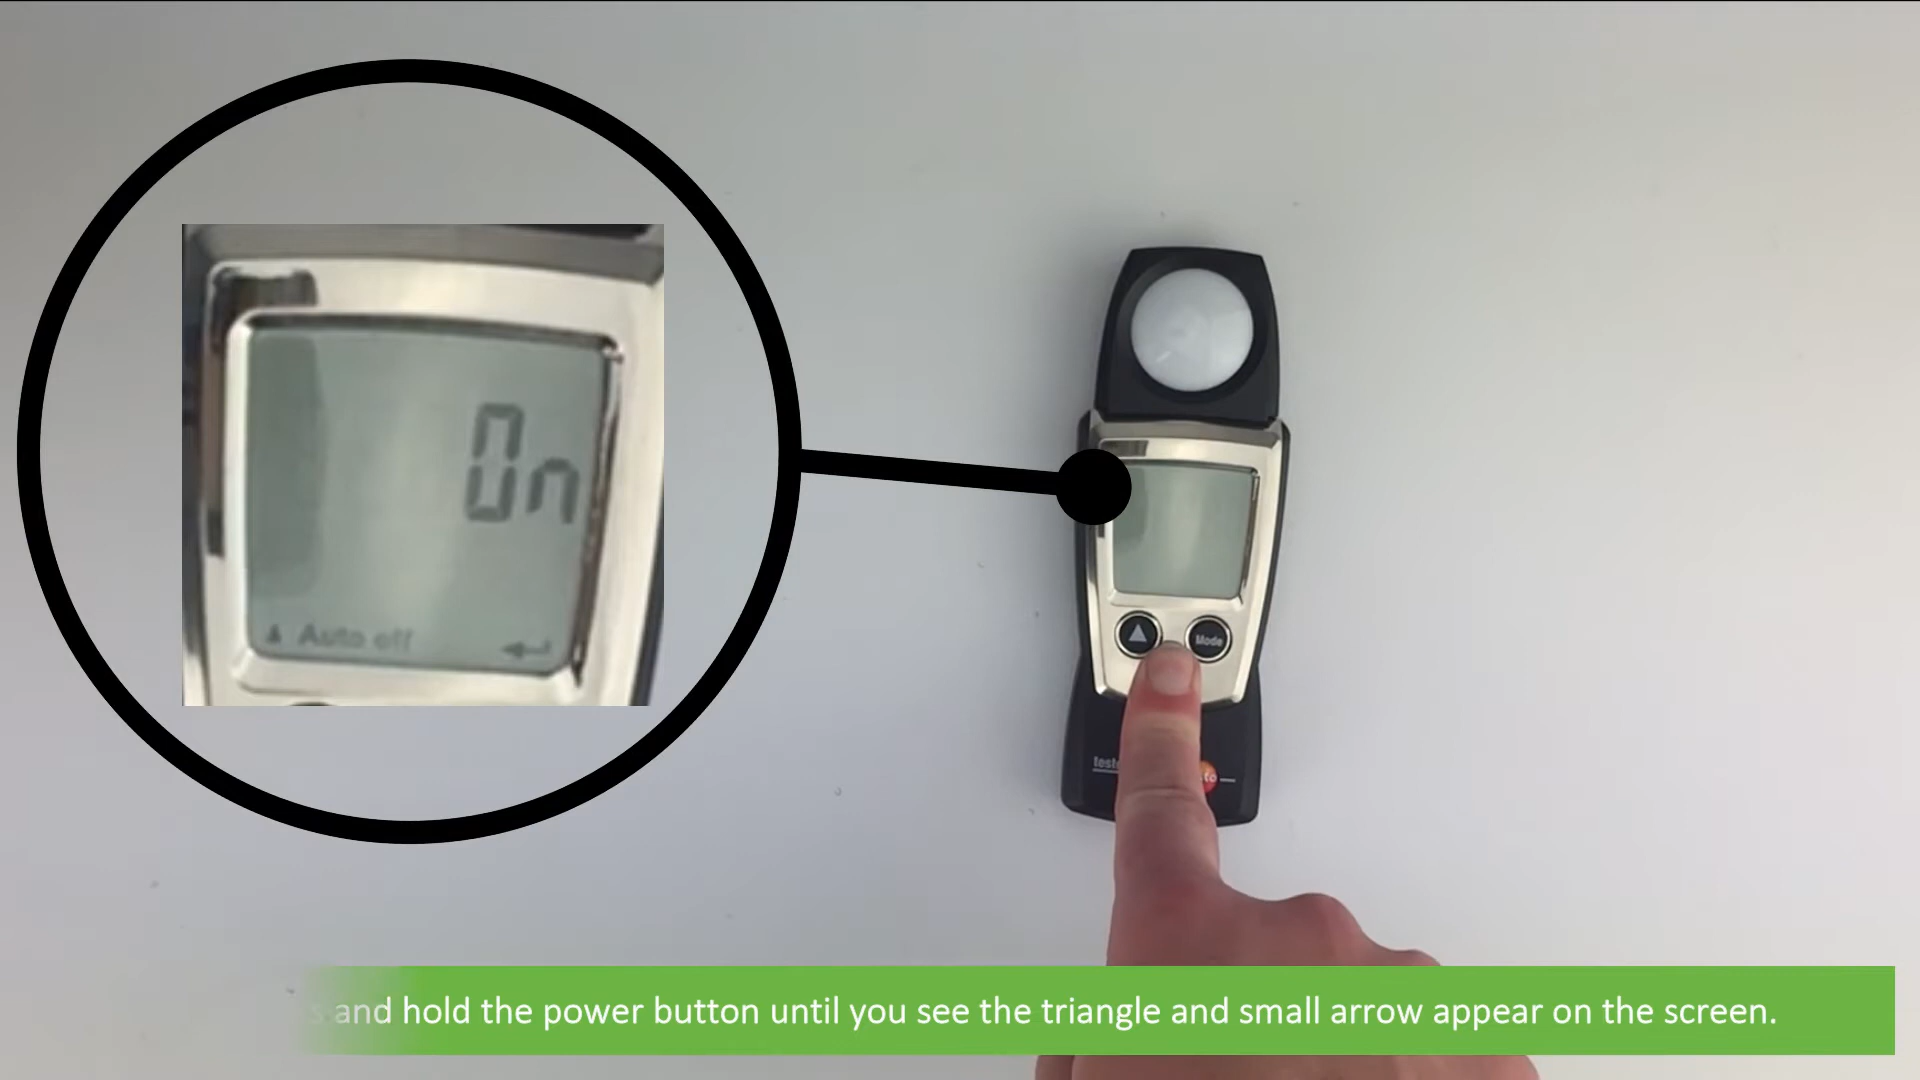 On
Auto off
Mode
and hold the power button until you see the triangle and small arrow appear on the screen.